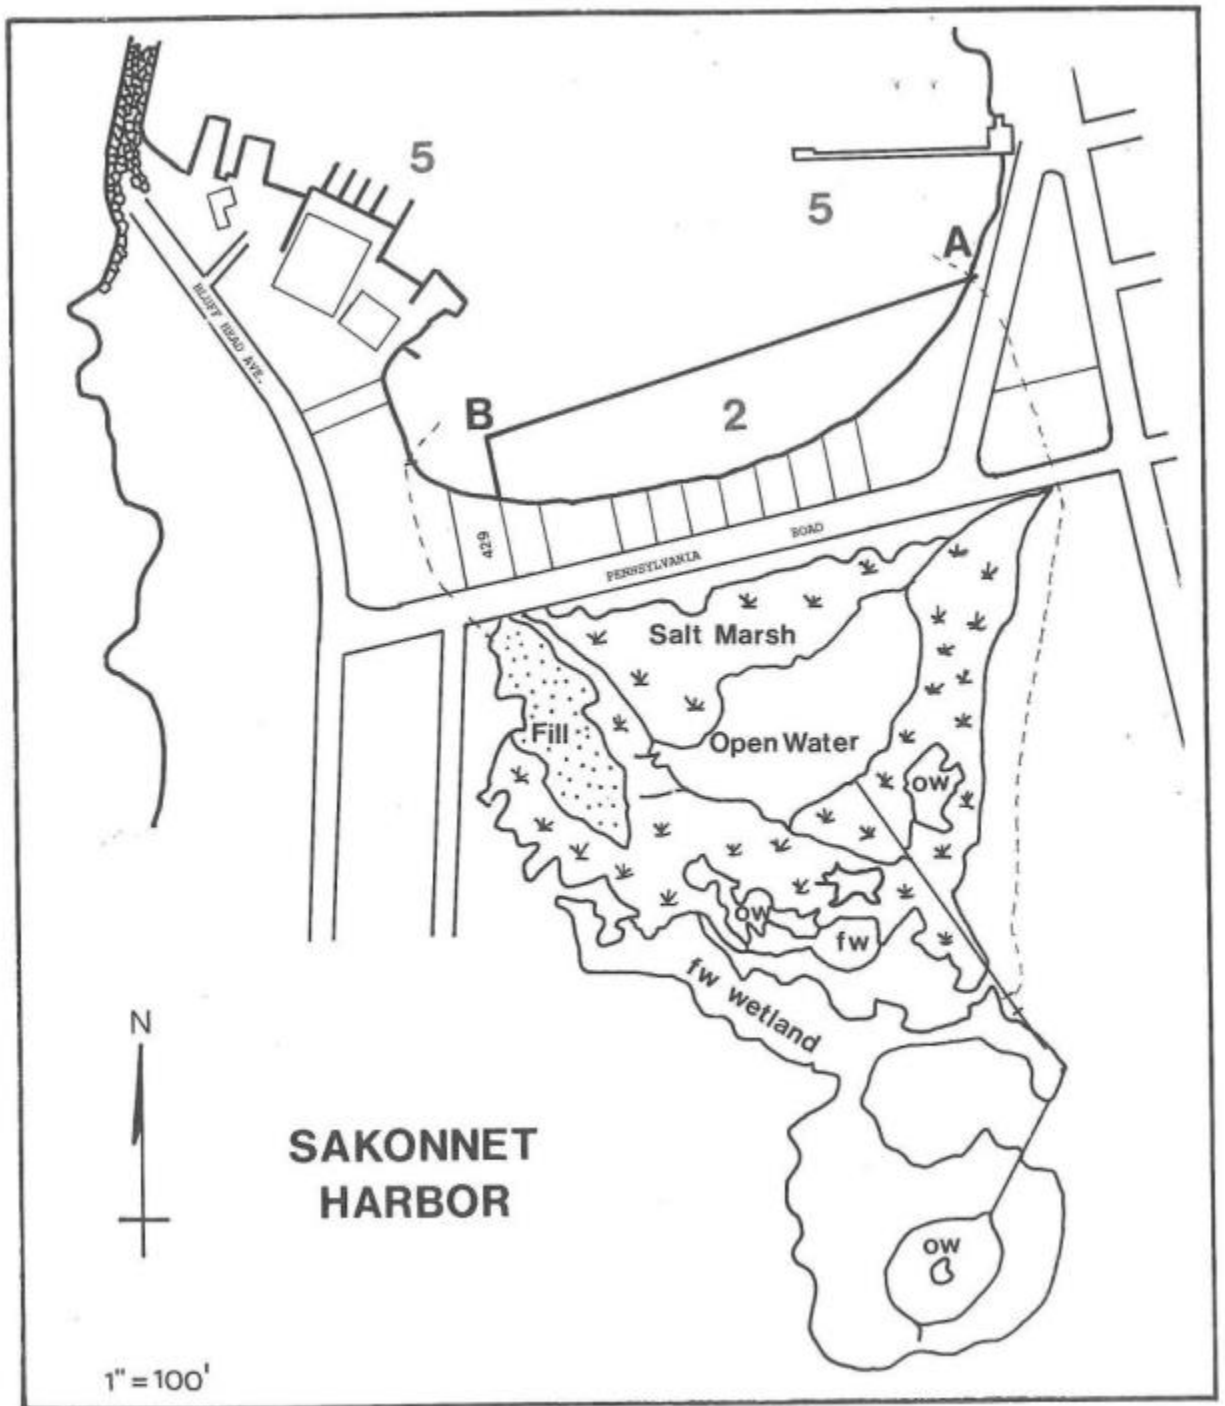 5
5
A
BLUFF HEAD AVE.
B
2
429
PENNSYLVANIA ROAD
Salt Marsh
Fill
Open Water
ow
ow
fw
fw wetland
N
SAKONNET
HARBOR
ow
1" = 100'